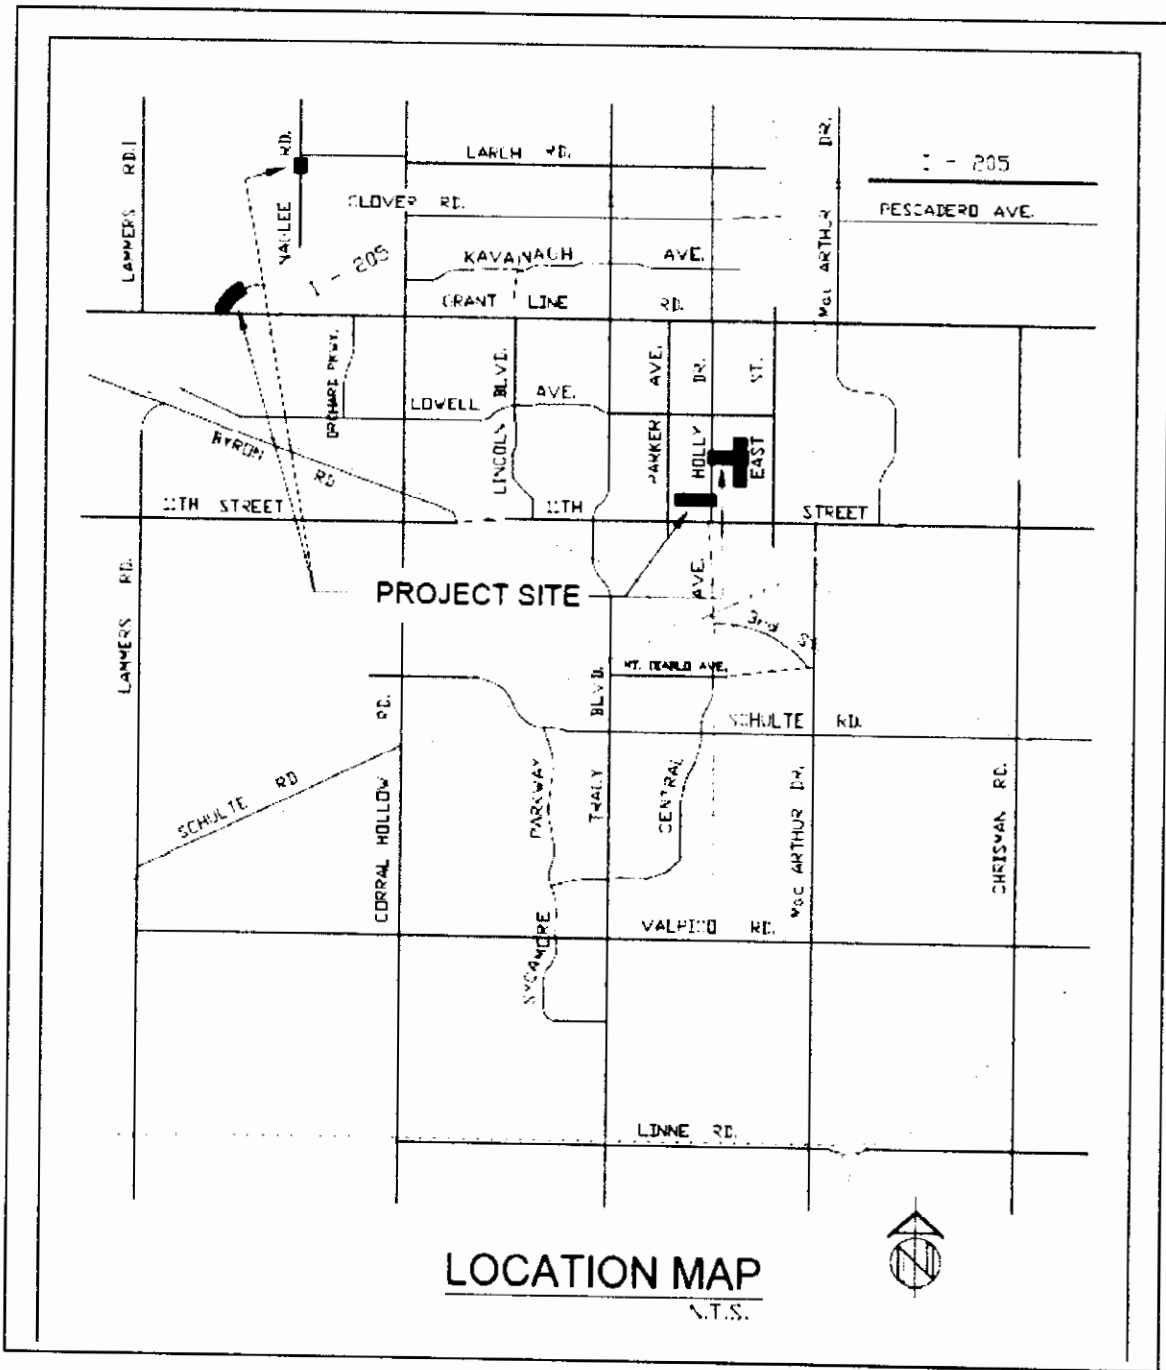 LARCH RD.
I - 205
LAMMERS RD.
RD.
CLOVER RD.
PESCADERO AVE.
Mac ARTHUR DR.
KAVANAGH AVE.
I - 205
GRANT LINE RD.
ORCHARD PKWY.
LINCOLN BLVD.
LOWELL AVE.
PARKER AVE.
HOLLY DR.
EAST ST.
BYRON RD
11TH STREET
11TH STREET
LAMMERS RD.
PROJECT SITE
AVE.
3rd St
MT. DIABLO AVE.
SCHULTE RD.
SCHULTE RD
CORRAL HOLLOW RD.
PARKWAY
TRACY BLVD.
CENTRAL
Mac ARTHUR DR.
CHRISMAN RD.
SYCAMORE
VALPICO RD.
LINNE RD.
LOCATION MAP
N.T.S.
N